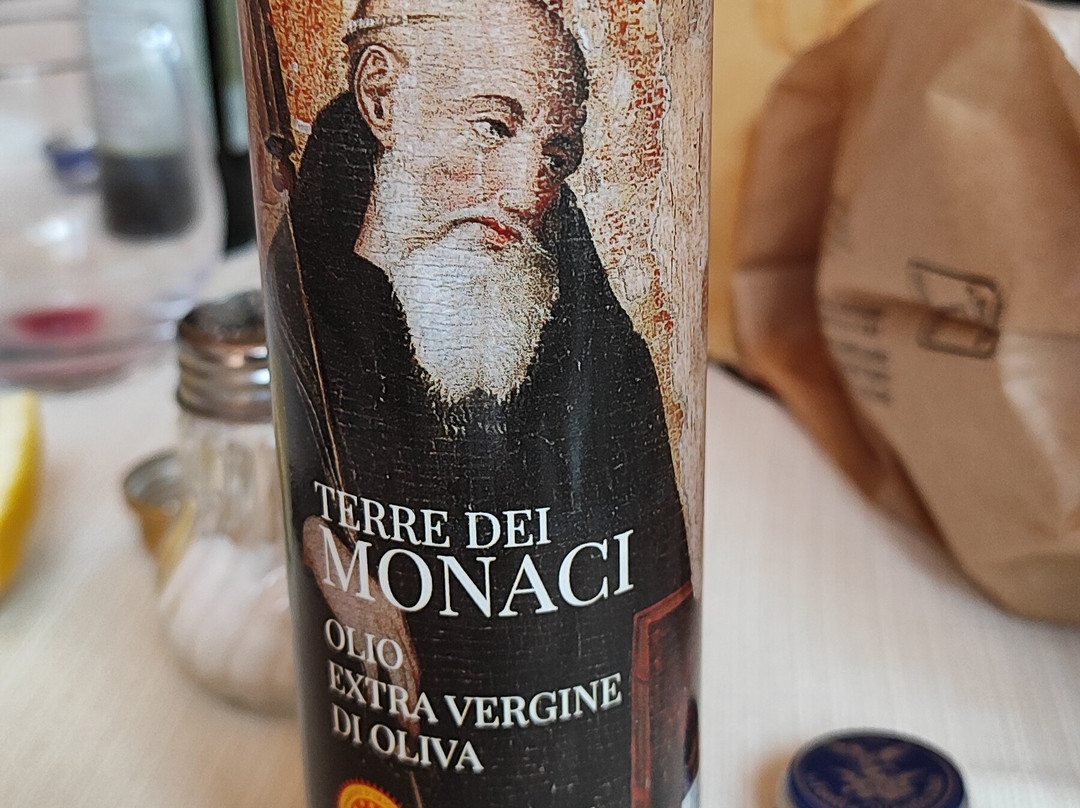 TERRE DEI
MONACI
OLIO
EXTRA VERGINE
DI OLIVA